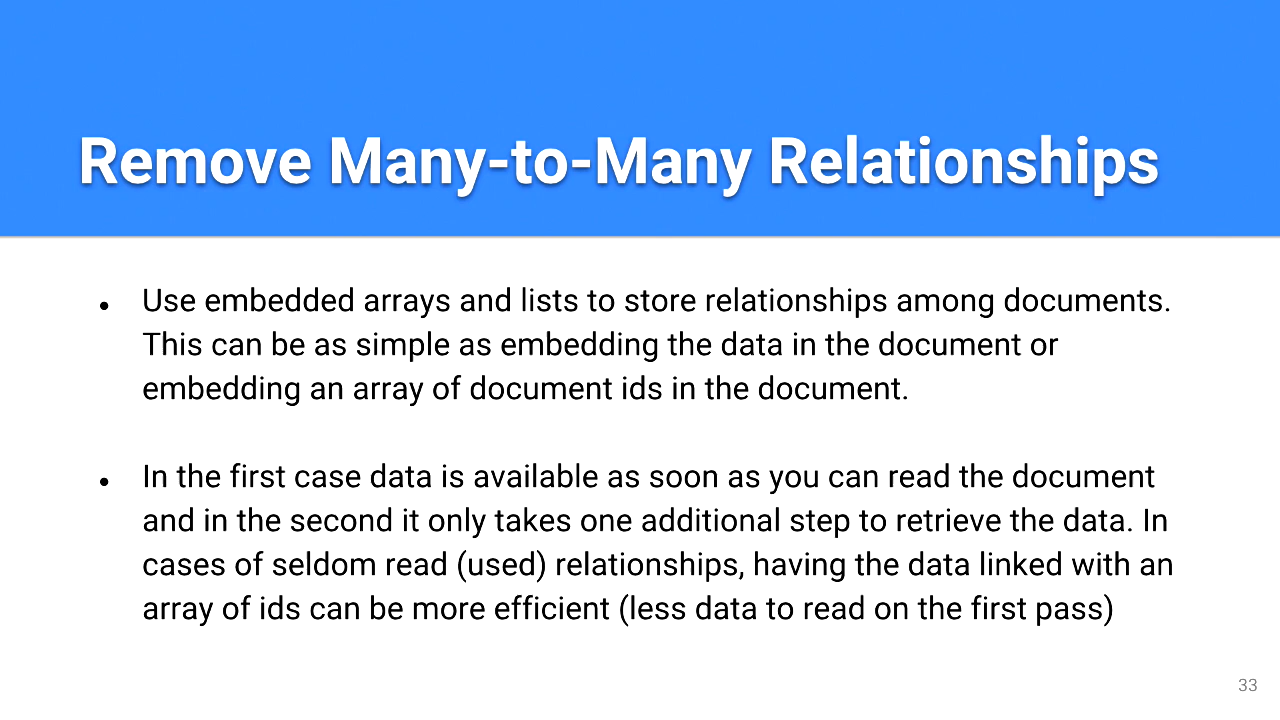 Remove Many-to-Many Relationships
• Use embedded arrays and lists to store relationships among documents.
This can be as simple as embedding the data in the document or
embedding an array of document ids in the document.
• In the first case data is available as soon as you can read the document
and in the second it only takes one additional step to retrieve the data. In
cases of seldom read (used) relationships, having the data linked with an
array of ids can be more efficient (less data to read on the first pass)
33